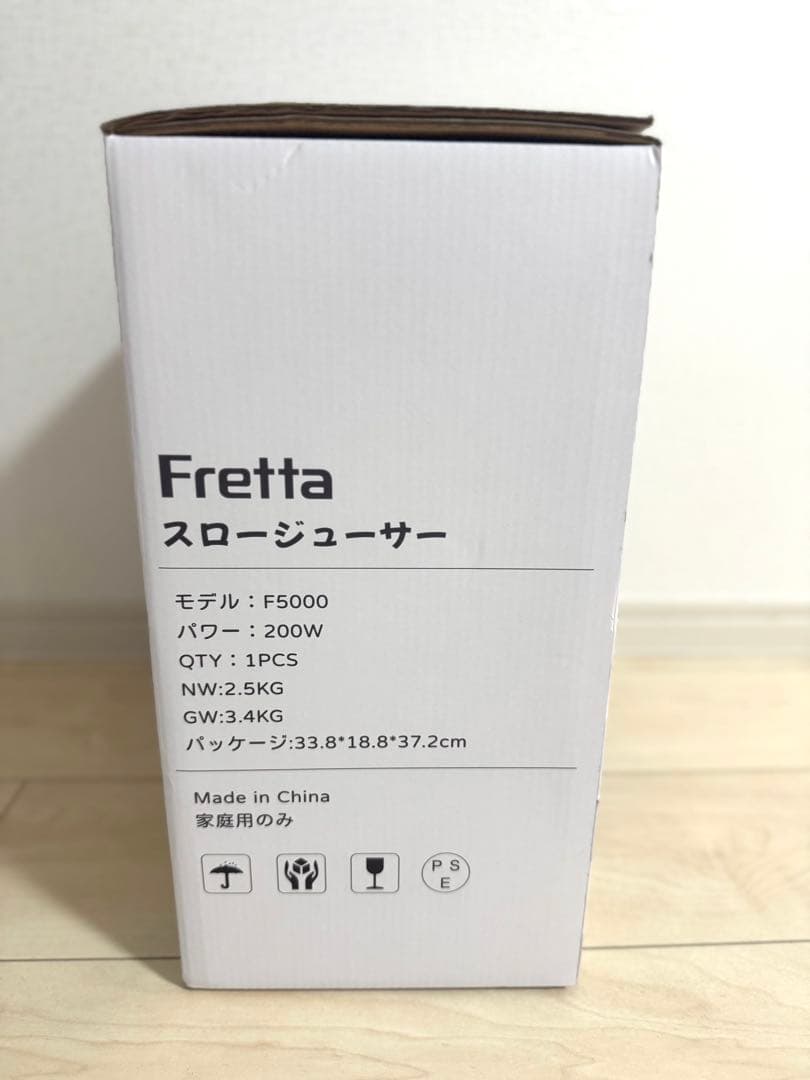 Fretta
スロージューサー
モデル：F5000
パワー：200W
QTY：1PCS
NW:2.5KG
GW:3.4KG
パッケージ:33.8*18.8*37.2cm
Made in China
家庭用のみ
PSE